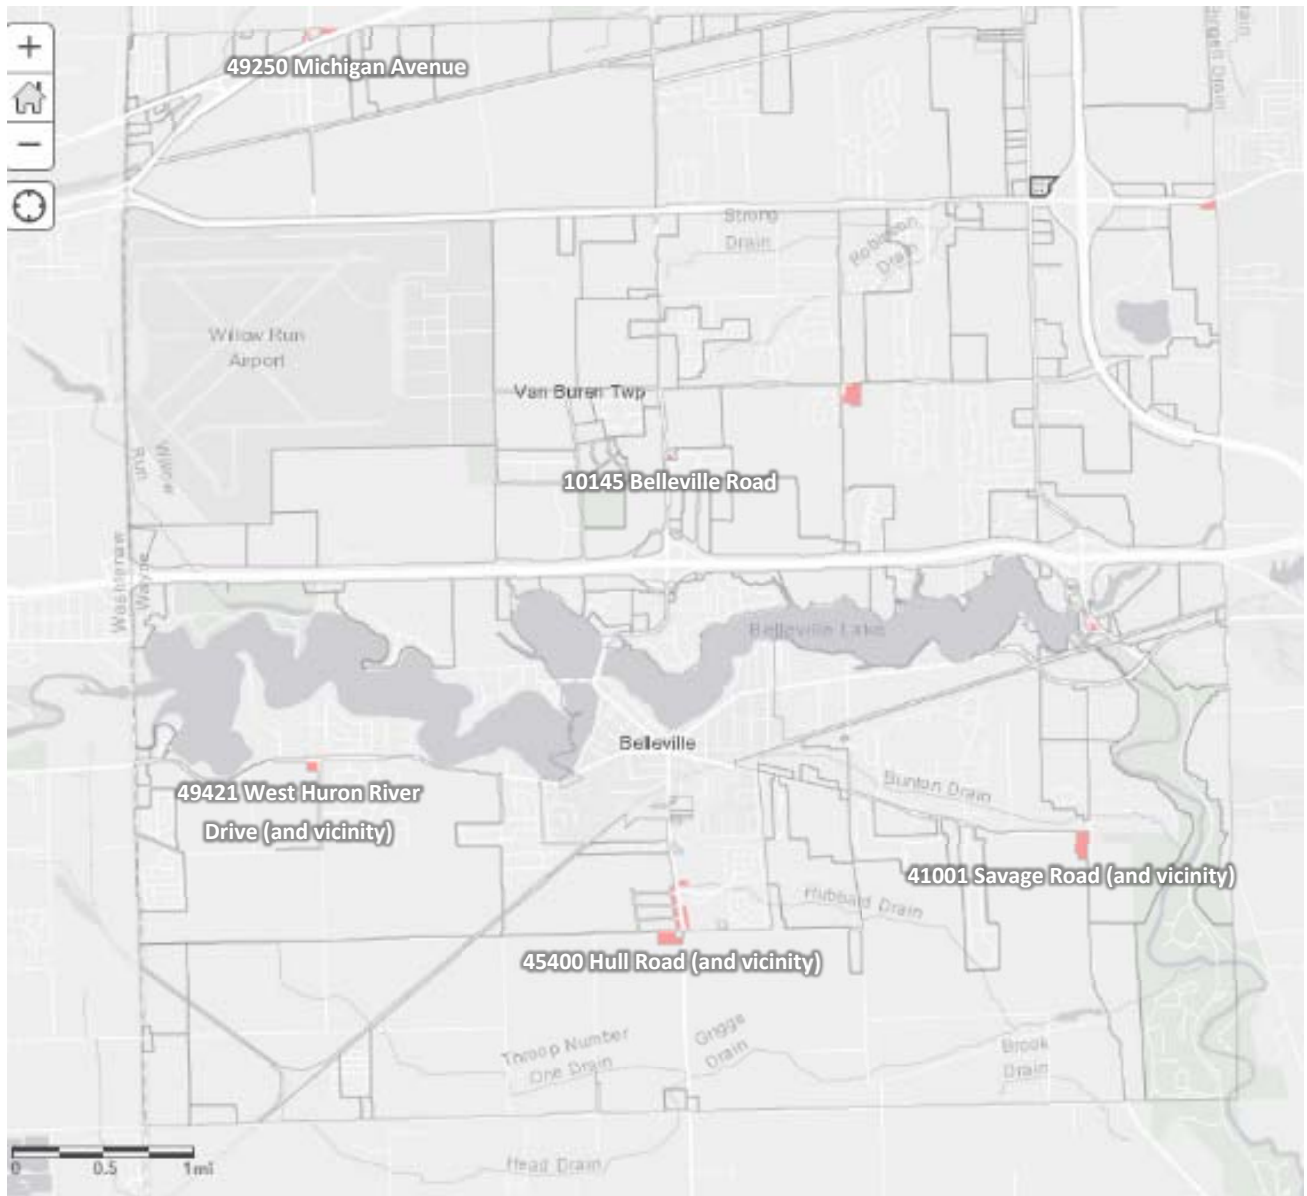 +
−
49250 Michigan Avenue
Drain
Sargent Drain
Strong
Drain
Robinson
Drain
Willow Run
Airport
Van Buren Twp
Willow
Run
10145 Belleville Road
Washtenaw
Wayne
Belleville Lake
Belleville
49421 West Huron River
Drive (and vicinity)
Bunton Drain
41001 Savage Road (and vicinity)
Hubbard Drain
45400 Hull Road (and vicinity)
Throop Number
One Drain
Griggs
Drain
Brook
Drain
Head Drain
0 0.5 1mi